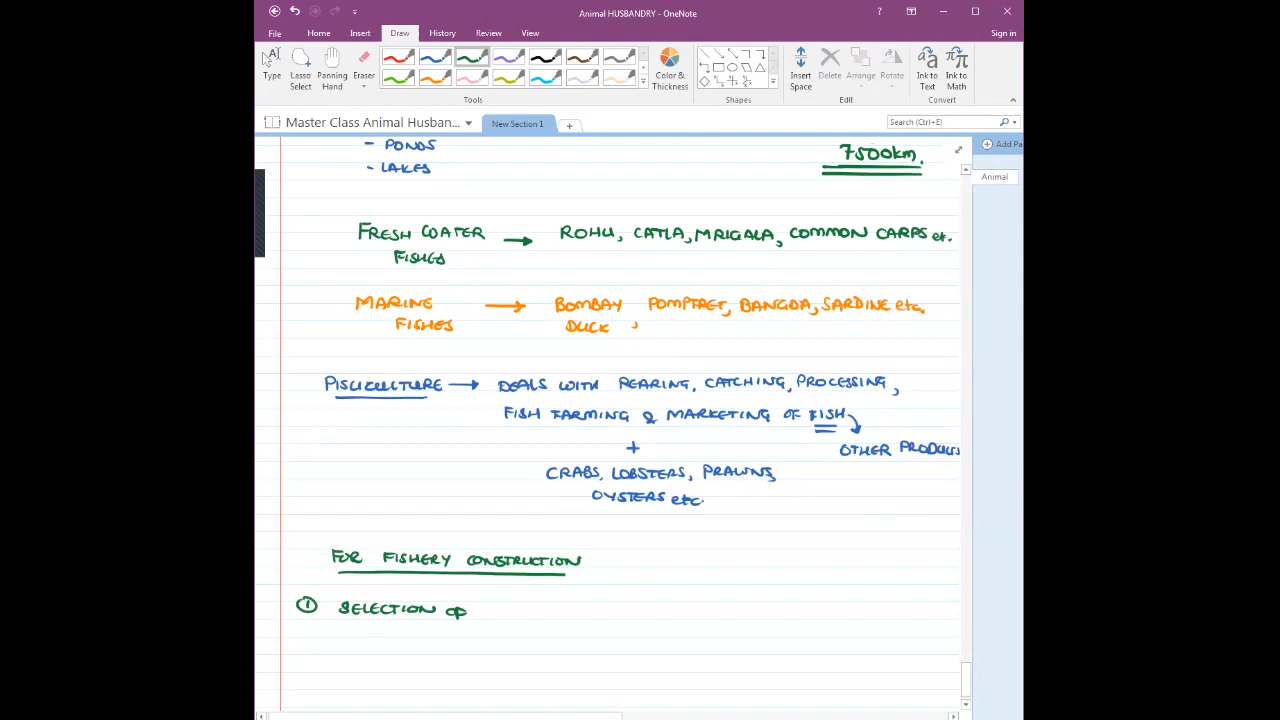 Animal HUSBANDRY - OneNote
File Home Insert Draw History Review View Sign in
Type Lasso Select Panning Hand Eraser Color & Thickness Insert Space Delete Arrange Rotate Ink to Text Ink to Math
Tools Shapes Edit Convert
Master Class Animal Husban... New Section 1 Search (Ctrl+E)
Add Pa
Animal
- PONDS
- LAKES
7500km.
FRESH WATER FISHES → ROHU, CATLA, MRIGALA, COMMON CARPS et.
MARINE FISHES → BOMBAY DUCK, POMPFRET, BANGDA, SARDINE etc.
PISCICULTURE → DEALS WITH REARING, CATCHING, PROCESSING,
FISH FARMING & MARKETING OF FISH
OTHER PRODUCTS
+
CRABS, LOBSTERS, PRAWNS,
OYSTERS etc.
FOR FISHERY CONSTRUCTION
① SELECTION OF